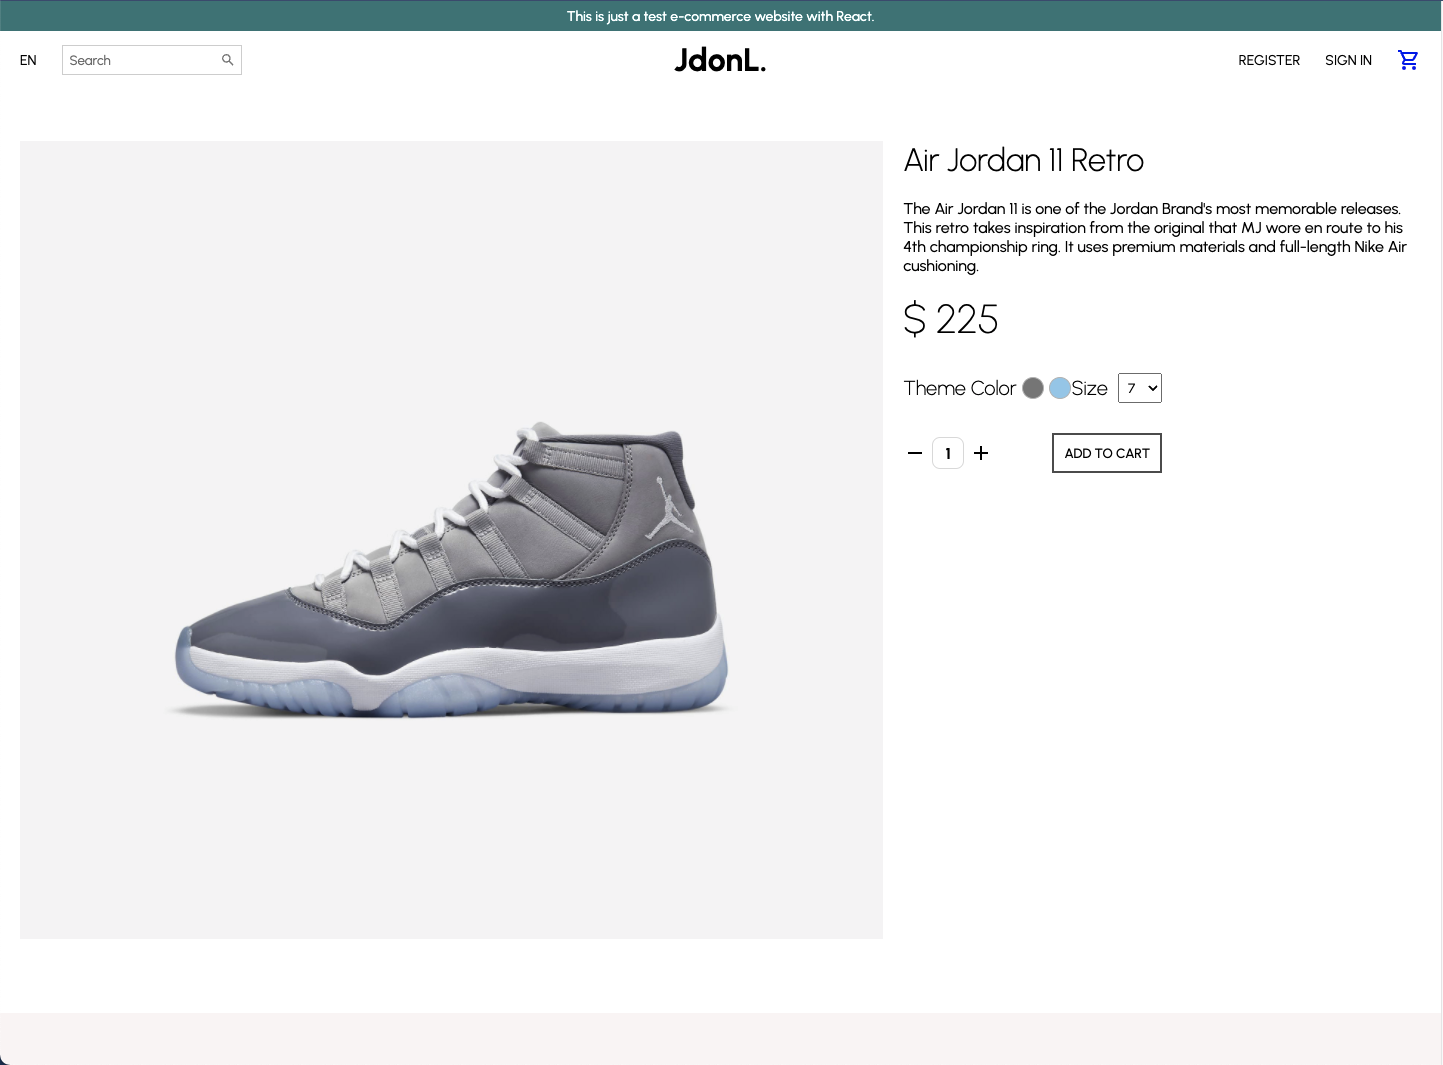 This is just a test e-commerce website with React.
EN
Search
JdonL.
REGISTER
SIGN IN
Air Jordan 11 Retro
The Air Jordan 11 is one of the Jordan Brand's most memorable releases.
This retro takes inspiration from the original that MJ wore en route to his
4th championship ring. It uses premium materials and full-length Nike Air
cushioning.
$ 225
Theme Color
Size
7
1
ADD TO CART